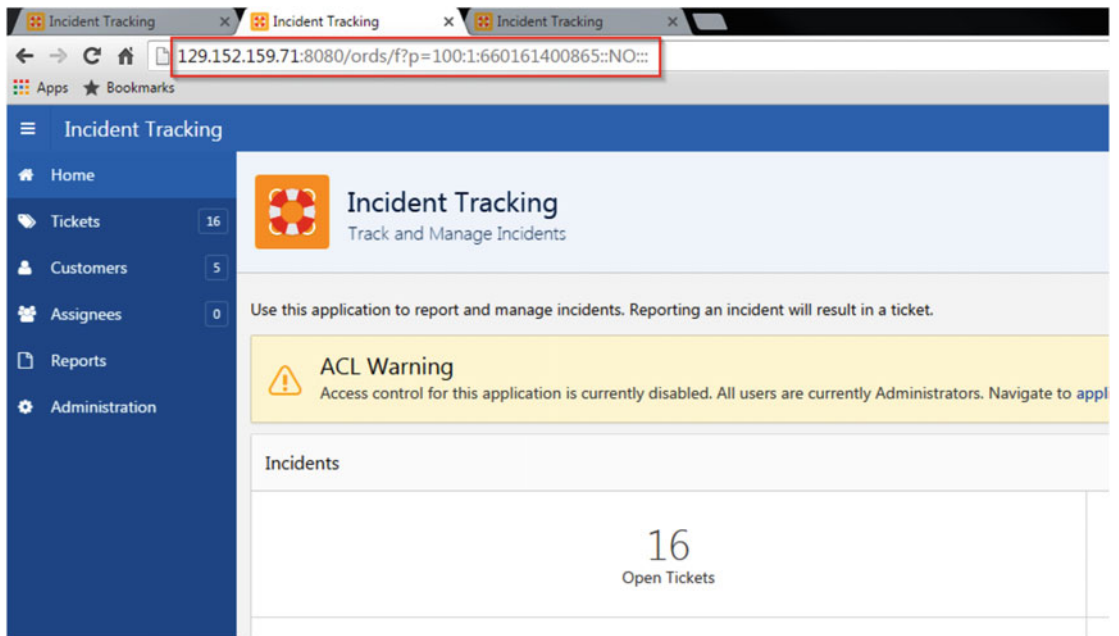 Incident Tracking Incident Tracking Incident Tracking
129.152.159.71:8080/ords/f?p=100:1:660161400865::NO:::
Apps Bookmarks
Incident Tracking
Home
Tickets 16
Customers 5
Assignees 0
Reports
Administration
Incident Tracking
Track and Manage Incidents
Use this application to report and manage incidents. Reporting an incident will result in a ticket.
ACL Warning
Access control for this application is currently disabled. All users are currently Administrators. Navigate to appli
Incidents
16
Open Tickets